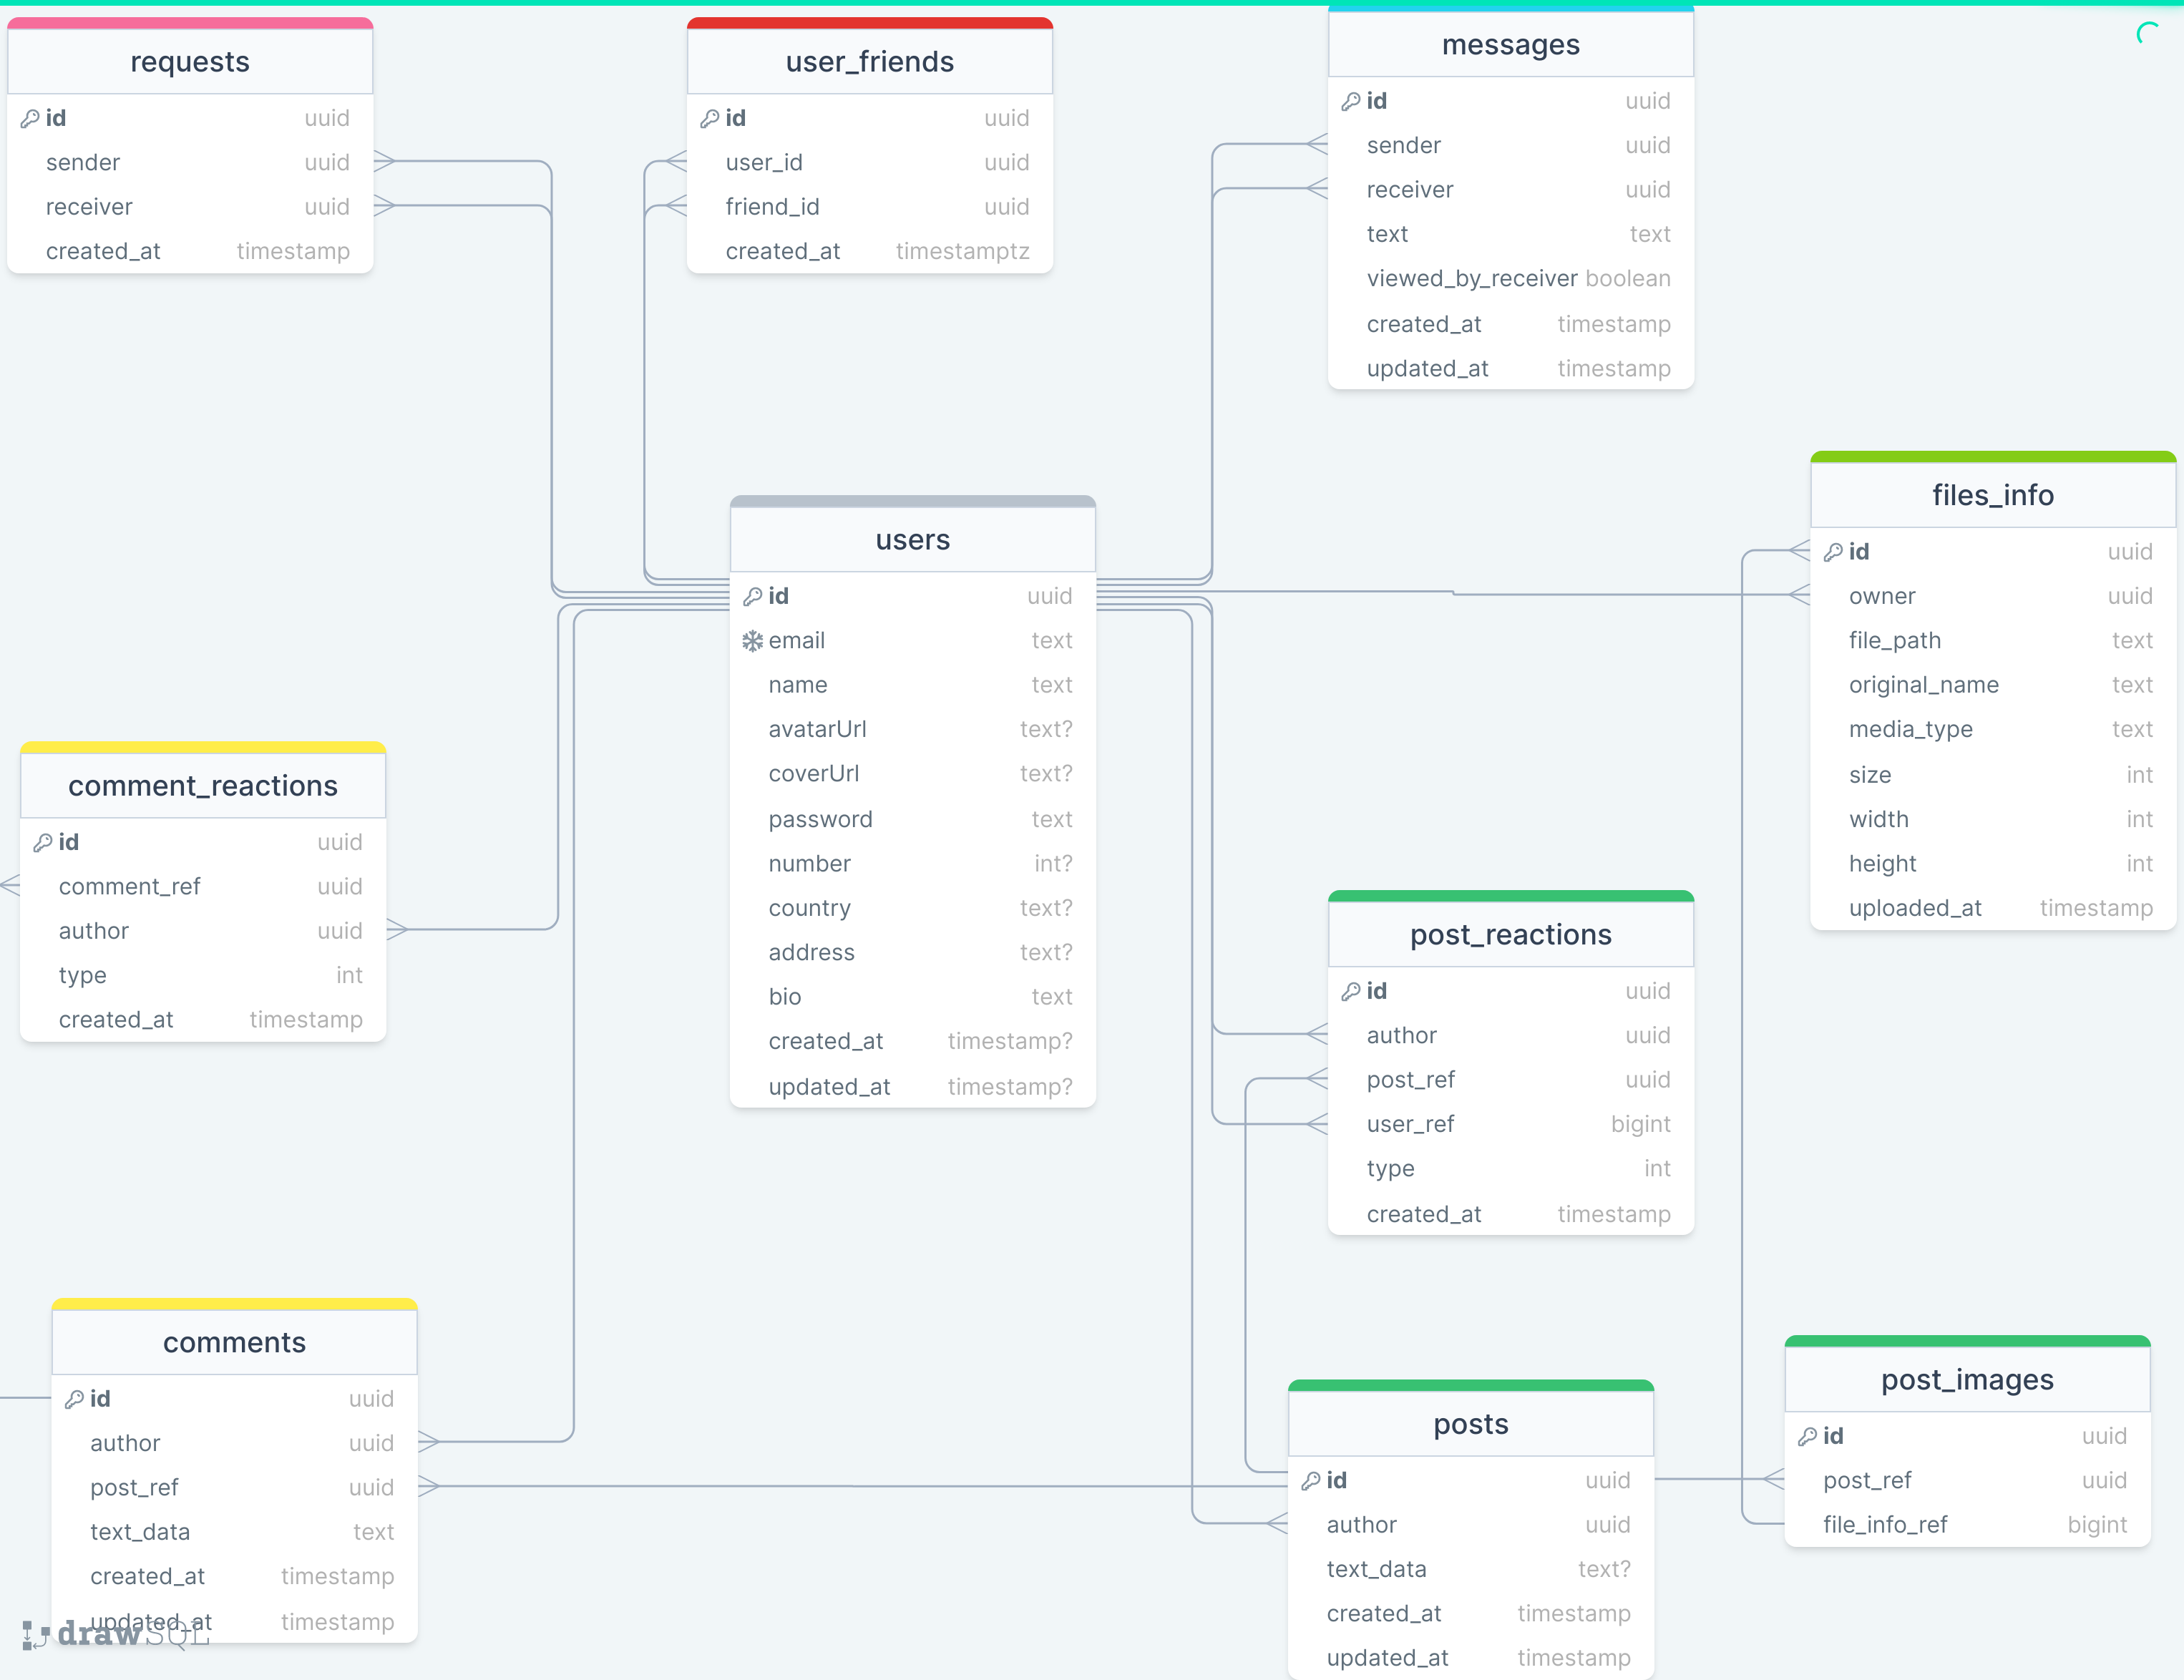 requests
id uuid
sender uuid
receiver uuid
created_at timestamp
user_friends
id uuid
user_id uuid
friend_id uuid
created_at timestamptz
messages
id uuid
sender uuid
receiver uuid
text text
viewed_by_receiver boolean
created_at timestamp
updated_at timestamp
users
id uuid
email text
name text
avatarUrl text?
coverUrl text?
password text
number int?
country text?
address text?
bio text
created_at timestamp?
updated_at timestamp?
files_info
id uuid
owner uuid
file_path text
original_name text
media_type text
size int
width int
height int
uploaded_at timestamp
comment_reactions
id uuid
comment_ref uuid
author uuid
type int
created_at timestamp
post_reactions
id uuid
author uuid
post_ref uuid
user_ref bigint
type int
created_at timestamp
comments
id uuid
author uuid
post_ref uuid
text_data text
created_at timestamp
updated_at timestamp
posts
id uuid
author uuid
text_data text?
created_at timestamp
updated_at timestamp
post_images
id uuid
post_ref uuid
file_info_ref bigint
drawSQL